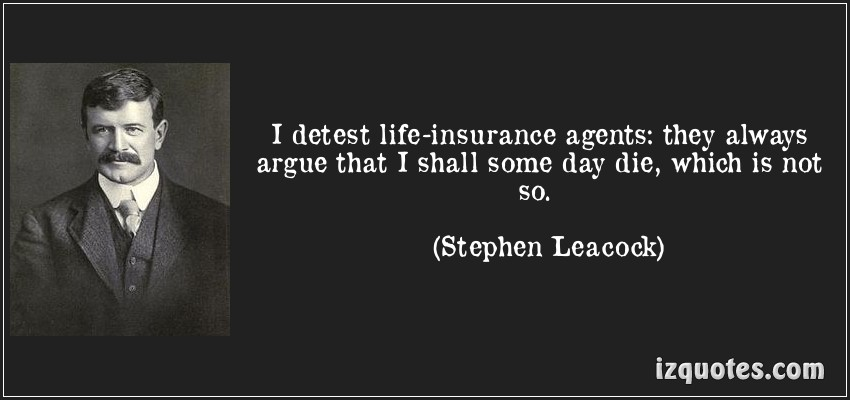 I detest life-insurance agents: they always
argue that I shall some day die, which is not
so.
(Stephen Leacock)
izquotes.com